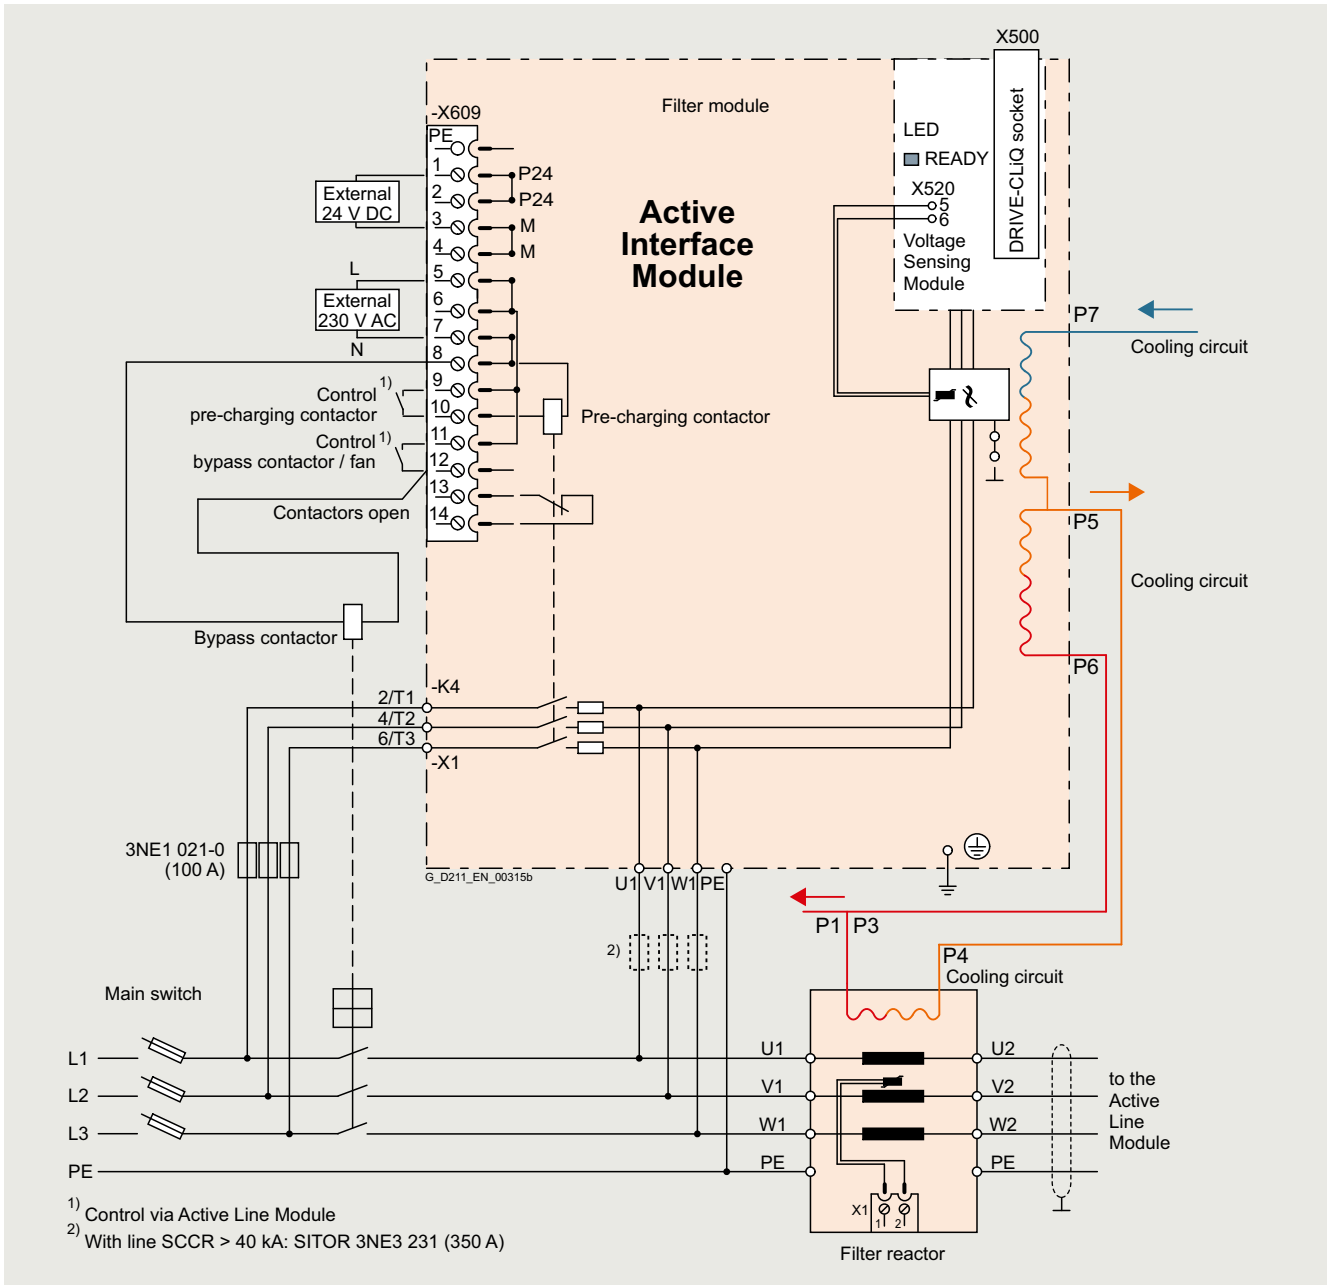 X500
DRIVE-CLiQ socket
Filter module
-X609
PE
LED
READY
1
P24
External
24 V DC
2
P24
X520
5
6
3
M
Active
Interface
Module
4
M
Voltage
Sensing
Module
L
5
External
230 V AC
6
7
N
8
P7
Cooling circuit
Control 1)
pre-charging contactor
9
10
Pre-charging contactor
Control 1)
bypass contactor / fan
11
12
13
Contactors open
14
P5
Cooling circuit
Bypass contactor
P6
-K4
2/T1
4/T2
6/T3
-X1
3NE1 021-0
(100 A)
G_D211_EN_00315b
U1 V1 W1 PE
P1 P3
2)
P4
Cooling circuit
Main switch
L1
U1
U2
L2
V1
V2
L3
W1
W2
PE
PE
PE
to the
Active
Line
Module
X1
1 2
Filter reactor
1) Control via Active Line Module
2) With line SCCR > 40 kA: SITOR 3NE3 231 (350 A)